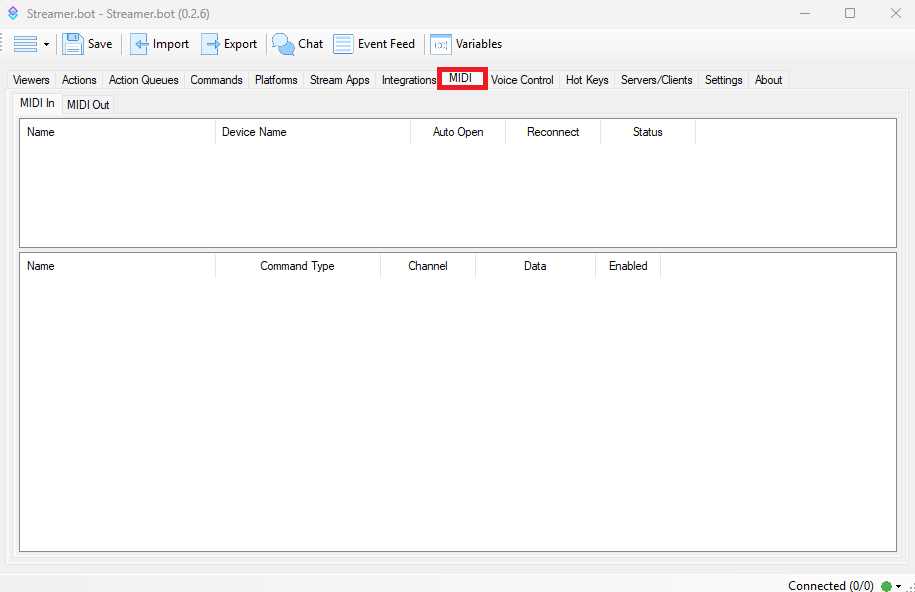 Streamer.bot - Streamer.bot (0.2.6)
Save Import Export Chat Event Feed {x} Variables
Viewers Actions Action Queues Commands Platforms Stream Apps Integrations MIDI Voice Control Hot Keys Servers/Clients Settings About
MIDI In MIDI Out
Name Device Name Auto Open Reconnect Status
Name Command Type Channel Data Enabled
Connected (0/0)